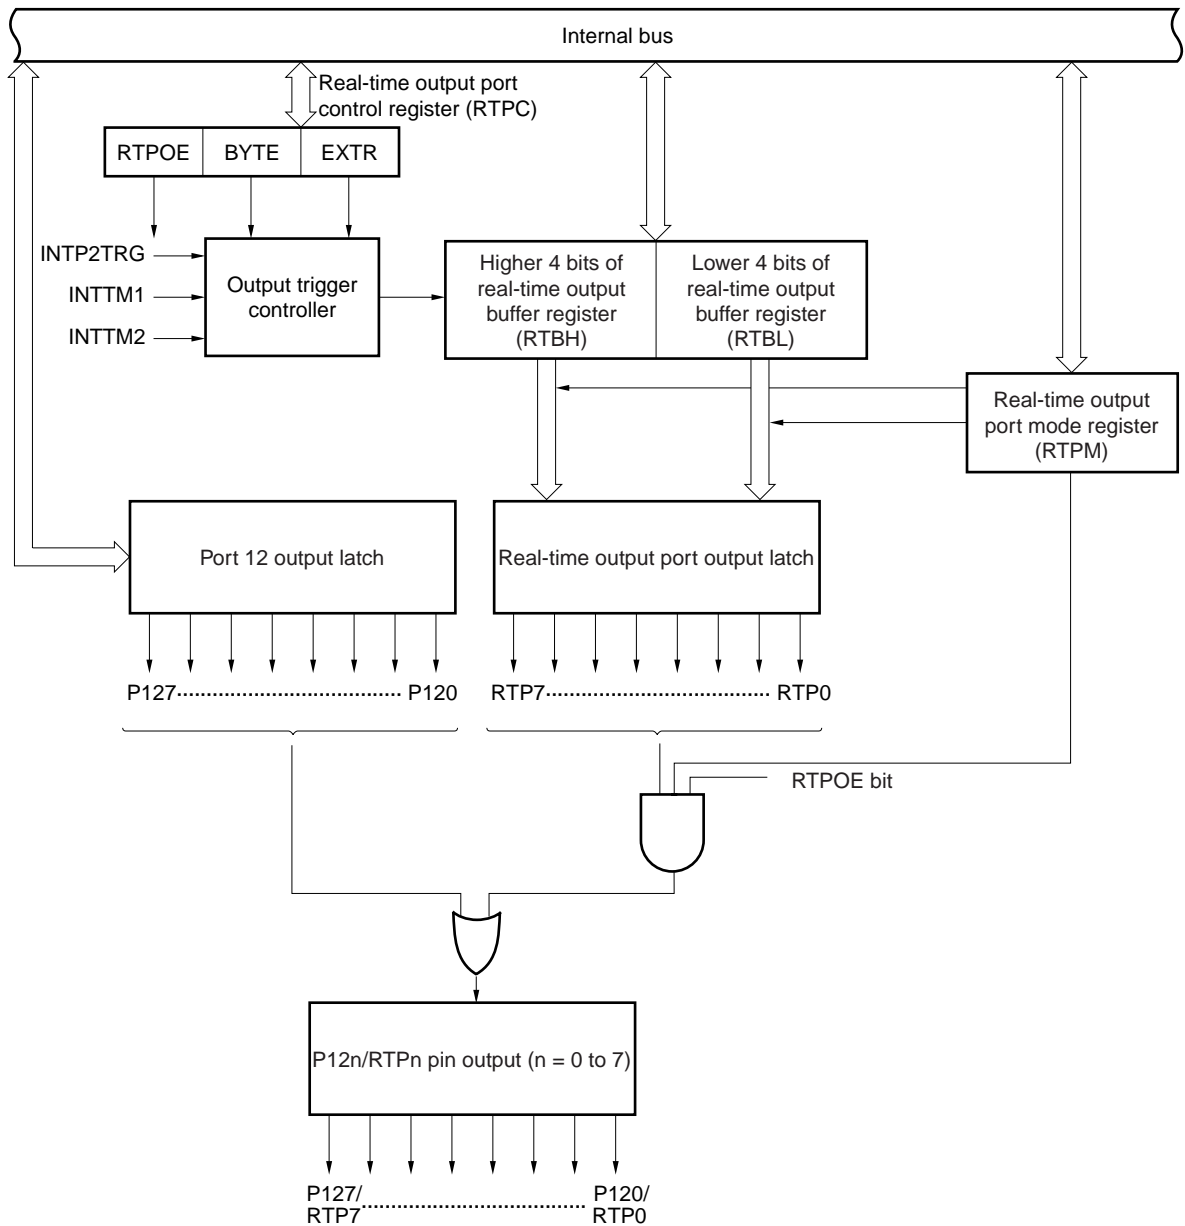 Internal bus
Real-time output port
control register (RTPC)
RTPOE BYTE EXTR
INTP2TRG
INTTM1
INTTM2
Output trigger
controller
Higher 4 bits of
real-time output
buffer register
(RTBH)
Lower 4 bits of
real-time output
buffer register
(RTBL)
Real-time output
port mode register
(RTPM)
Port 12 output latch
Real-time output port output latch
P127 P120
RTP7 RTP0
RTPOE bit
P12n/RTPn pin output (n = 0 to 7)
P127/
RTP7
P120/
RTP0